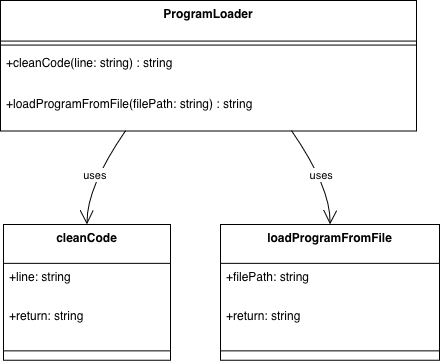 ProgramLoader
+cleanCode(line: string) : string
+loadProgramFromFile(filePath: string) : string
uses
uses
cleanCode
loadProgramFromFile
+line: string
+filePath: string
+return: string
+return: string